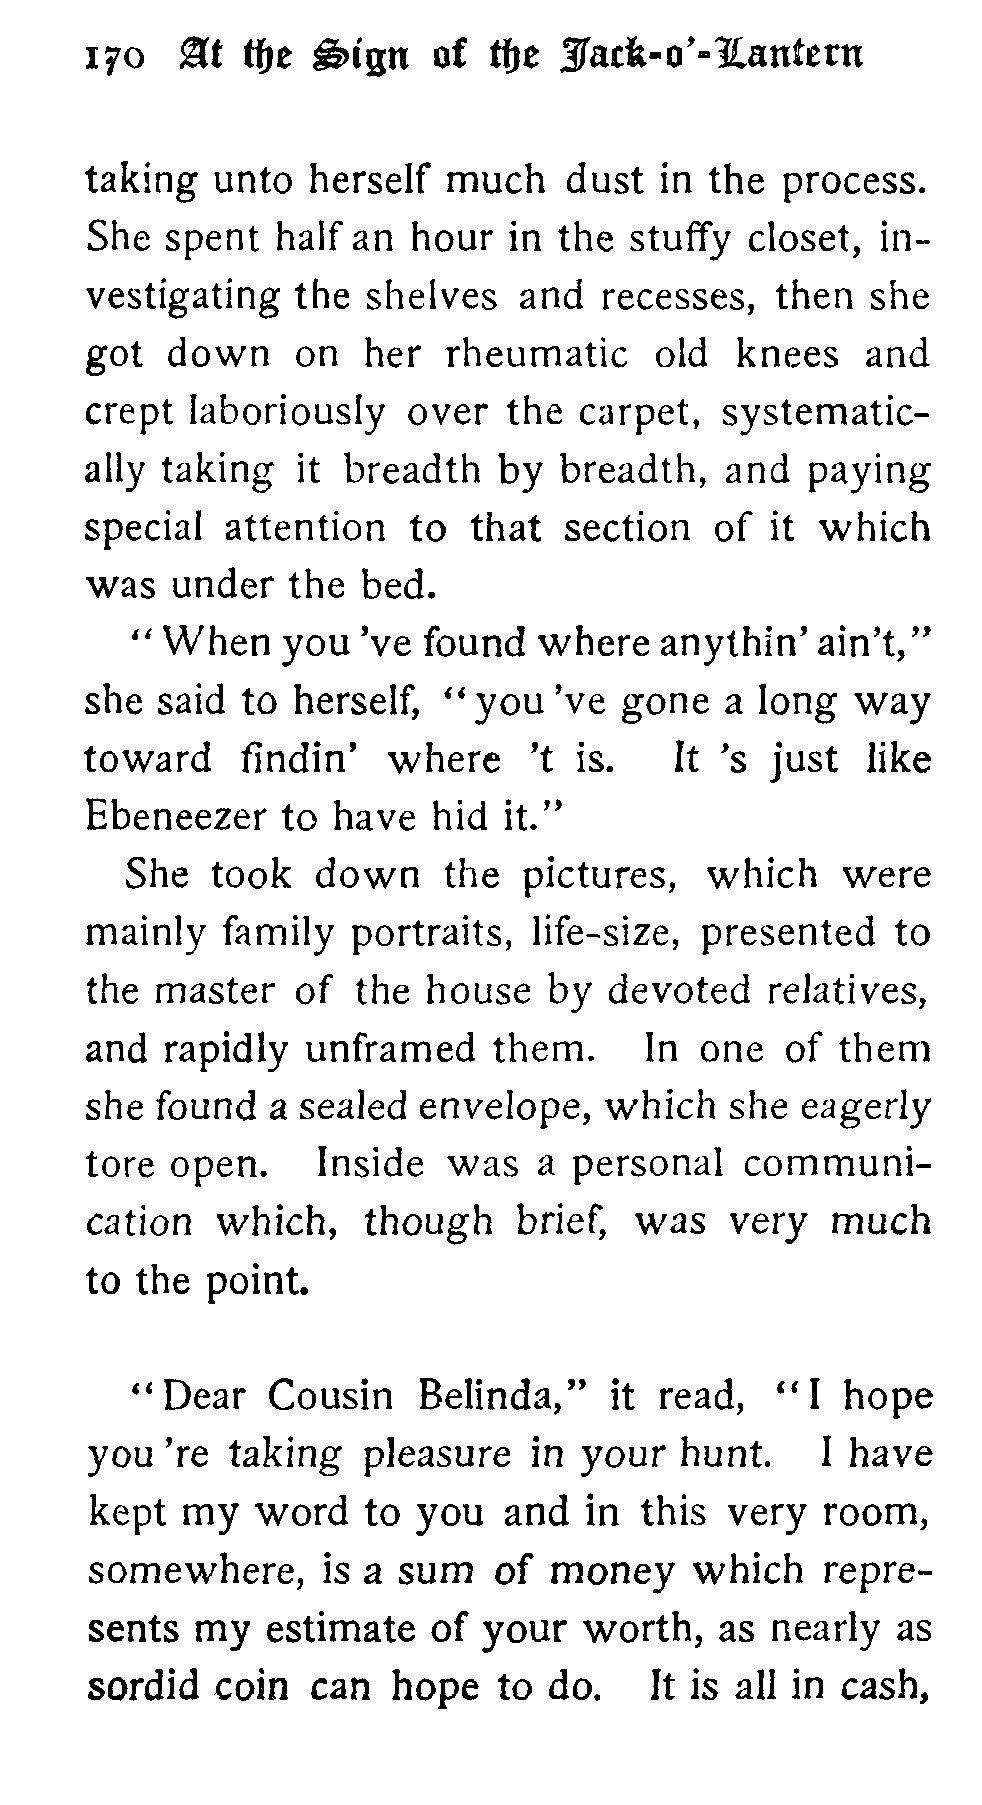 170 At the Sign of the Jack-o'-Lantern
taking unto herself much dust in the process.
She spent half an hour in the stuffy closet, in-
vestigating the shelves and recesses, then she
got down on her rheumatic old knees and
crept laboriously over the carpet, systematic-
ally taking it breadth by breadth, and paying
special attention to that section of it which
was under the bed.
"When you 've found where anythin' ain't,"
she said to herself, "you 've gone a long way
toward findin' where 't is. It 's just like
Ebeneezer to have hid it."
She took down the pictures, which were
mainly family portraits, life-size, presented to
the master of the house by devoted relatives,
and rapidly unframed them. In one of them
she found a sealed envelope, which she eagerly
tore open. Inside was a personal communi-
cation which, though brief, was very much
to the point.
"Dear Cousin Belinda," it read, "I hope
you 're taking pleasure in your hunt. I have
kept my word to you and in this very room,
somewhere, is a sum of money which repre-
sents my estimate of your worth, as nearly as
sordid coin can hope to do. It is all in cash,